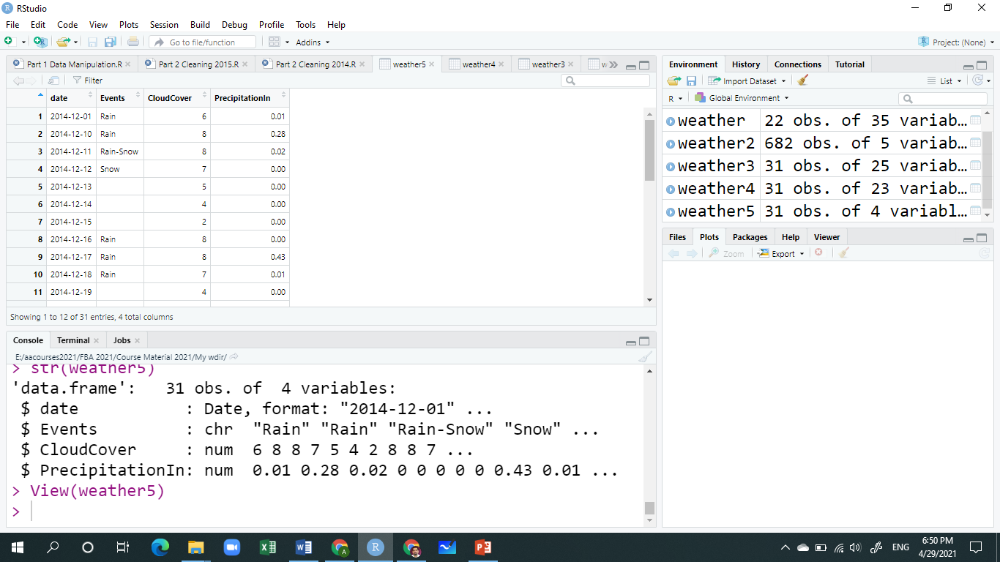 RStudio
File Edit Code View Plots Session Build Debug Profile Tools Help
Go to file/function Addins Project: (None)
Part 1 Data Manipulation.R Part 2 Cleaning 2015.R Part 2 Cleaning 2014.R weather5 weather4 weather3 w
Filter
date Events CloudCover PrecipitationIn
1 2014-12-01 Rain 6 0.01
2 2014-12-10 Rain 8 0.28
3 2014-12-11 Rain-Snow 8 0.02
4 2014-12-12 Snow 7 0.00
5 2014-12-13 5 0.00
6 2014-12-14 4 0.00
7 2014-12-15 2 0.00
8 2014-12-16 Rain 8 0.00
9 2014-12-17 Rain 8 0.43
10 2014-12-18 Rain 7 0.01
11 2014-12-19 4 0.00
Showing 1 to 12 of 31 entries, 4 total columns
Console Terminal Jobs
E:/aacourses2021/FBA 2021/Course Material 2021/My wdir/
> str(weather5)
'data.frame': 31 obs. of 4 variables:
$ date : Date, format: "2014-12-01" ...
$ Events : chr "Rain" "Rain" "Rain-Snow" "Snow" ...
$ CloudCover : num 6 8 8 7 5 4 2 8 8 7 ...
$ PrecipitationIn: num 0.01 0.28 0.02 0 0 0 0 0 0.43 0.01 ...
> View(weather5)
>
Environment History Connections Tutorial
Import Dataset List
R Global Environment
weather 22 obs. of 35 variab...
weather2 682 obs. of 5 variab...
weather3 31 obs. of 25 variab...
weather4 31 obs. of 23 variab...
weather5 31 obs. of 4 variabl...
Files Plots Packages Help Viewer
Zoom Export
ENG
6:50 PM
4/29/2021